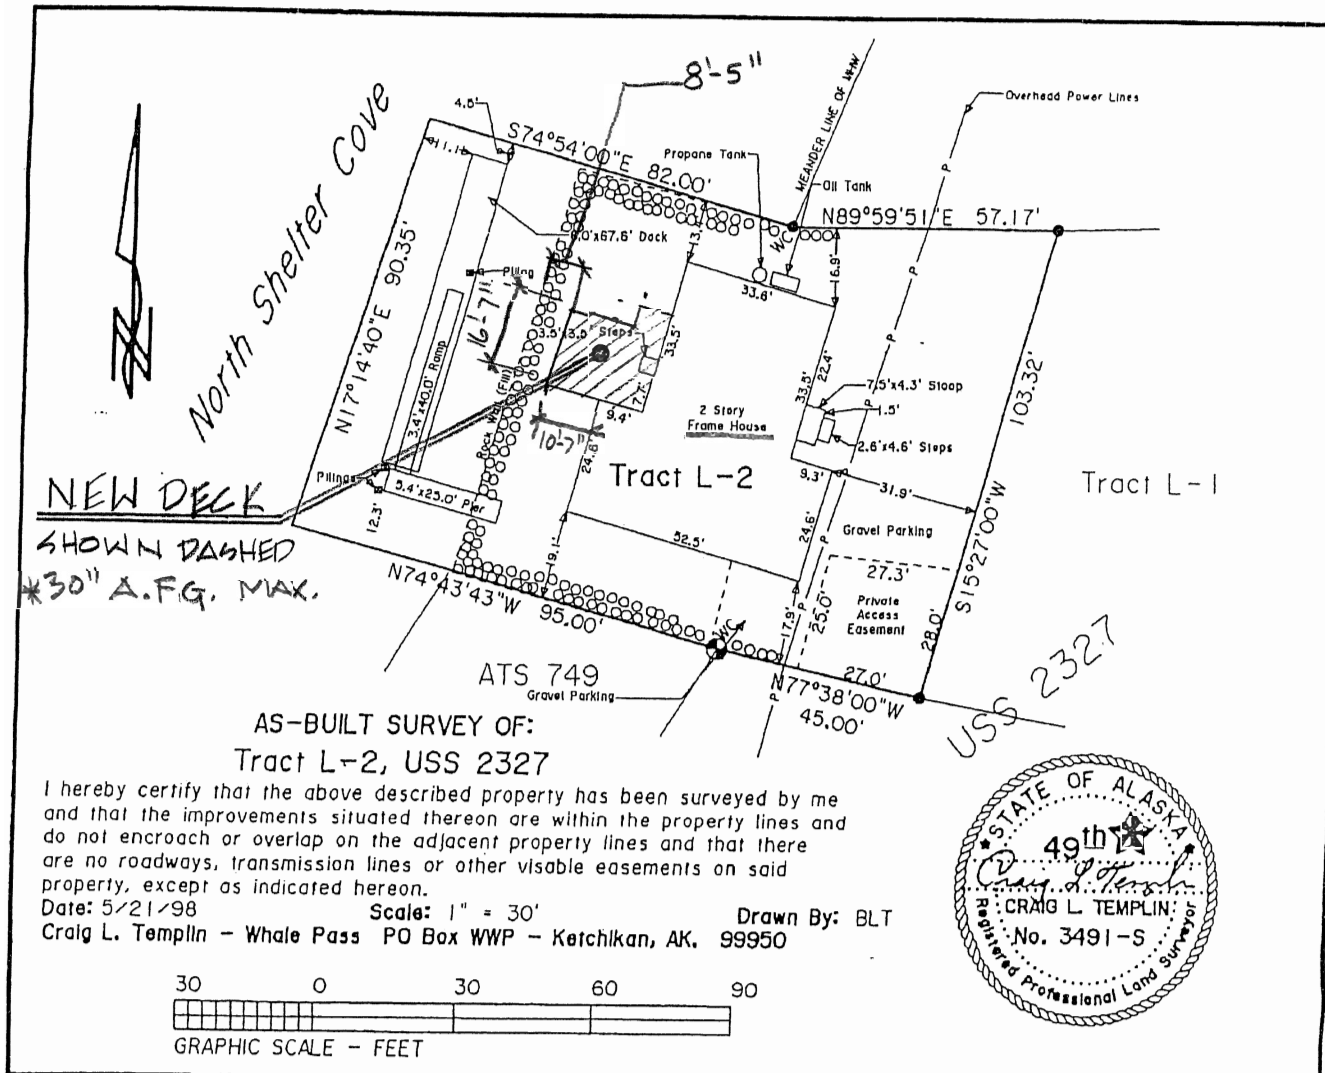 8'-5"
MEANDER LINE OF MHW
Overhead Power Lines
4.5'
S74°54'00"E
82.00'
11.1'
Propane Tank
Oil Tank
N89°59'51"E 57.17'
WC
North Shelter Cove
N17°14'40"E 90.35'
6.0'x67.6' Dock
13.4'
16.9'
33.6'
Piling
16'-7"
3.5'x3.5' Steps
33.5'
3.4'x40.0' Ramp
Rock Wall (Fill)
9.4'
7.1'
10'-7"
24.6'
2 Story
Frame House
33.5'
22.4'
7.5'x4.3' Stoop
1.5'
2.6'x4.6' Steps
9.3'
31.9'
103.32'
Tract L-2
Tract L-1
Pilings
5.4'x25.0' Pier
12.3'
NEW DECK
SHOWN DASHED
*30" A.F.G. MAX.
52.5'
19.1'
24.6'
Gravel Parking
27.3'
Private
Access
Easement
25.0'
28.0'
S15°27'00"W
17.9'
27.0'
N74°43'43"W
95.00'
WC
ATS 749
Gravel Parking
N77°38'00"W
45.00'
USS 2327
P
P
P
P
P
P
P
P
AS-BUILT SURVEY OF:
Tract L-2, USS 2327
I hereby certify that the above described property has been surveyed by me
and that the improvements situated thereon are within the property lines and
do not encroach or overlap on the adjacent property lines and that there
are no roadways, transmission lines or other visable easements on said
property, except as indicated hereon.
Date: 5/21/98 Scale: 1" = 30' Drawn By: BLT
Craig L. Templin - Whale Pass PO Box WWP - Ketchikan, AK. 99950
STATE OF ALASKA
49th
Craig L. Templin
CRAIG L. TEMPLIN
No. 3491-S
Registered Professional Land Surveyor
30 0 30 60 90
GRAPHIC SCALE - FEET